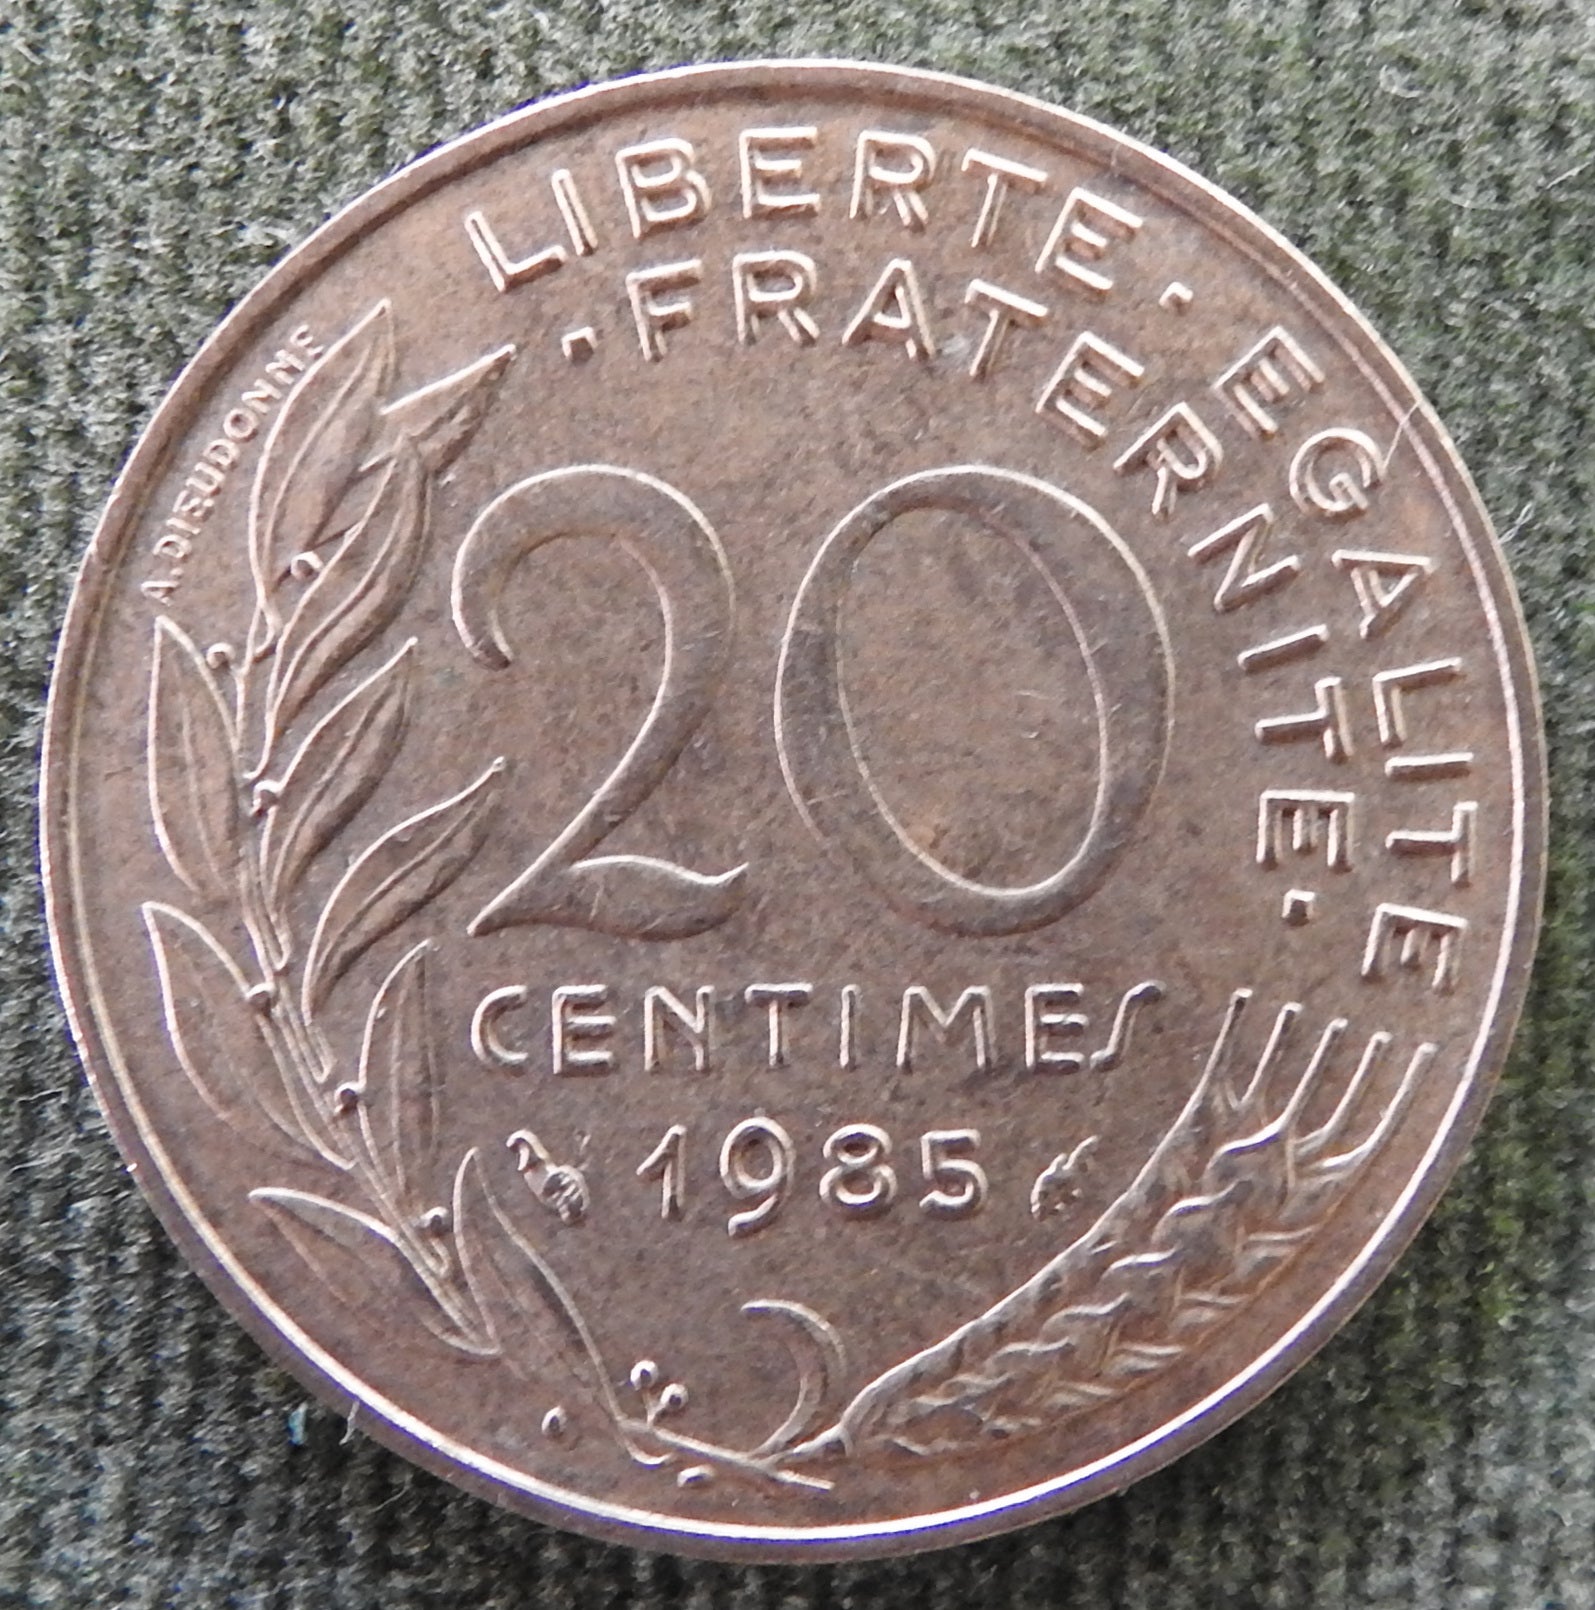 LIBERTE · EGALITE
· FRATERNITE ·
A. DIEUDONNE
20
CENTIMES
1985